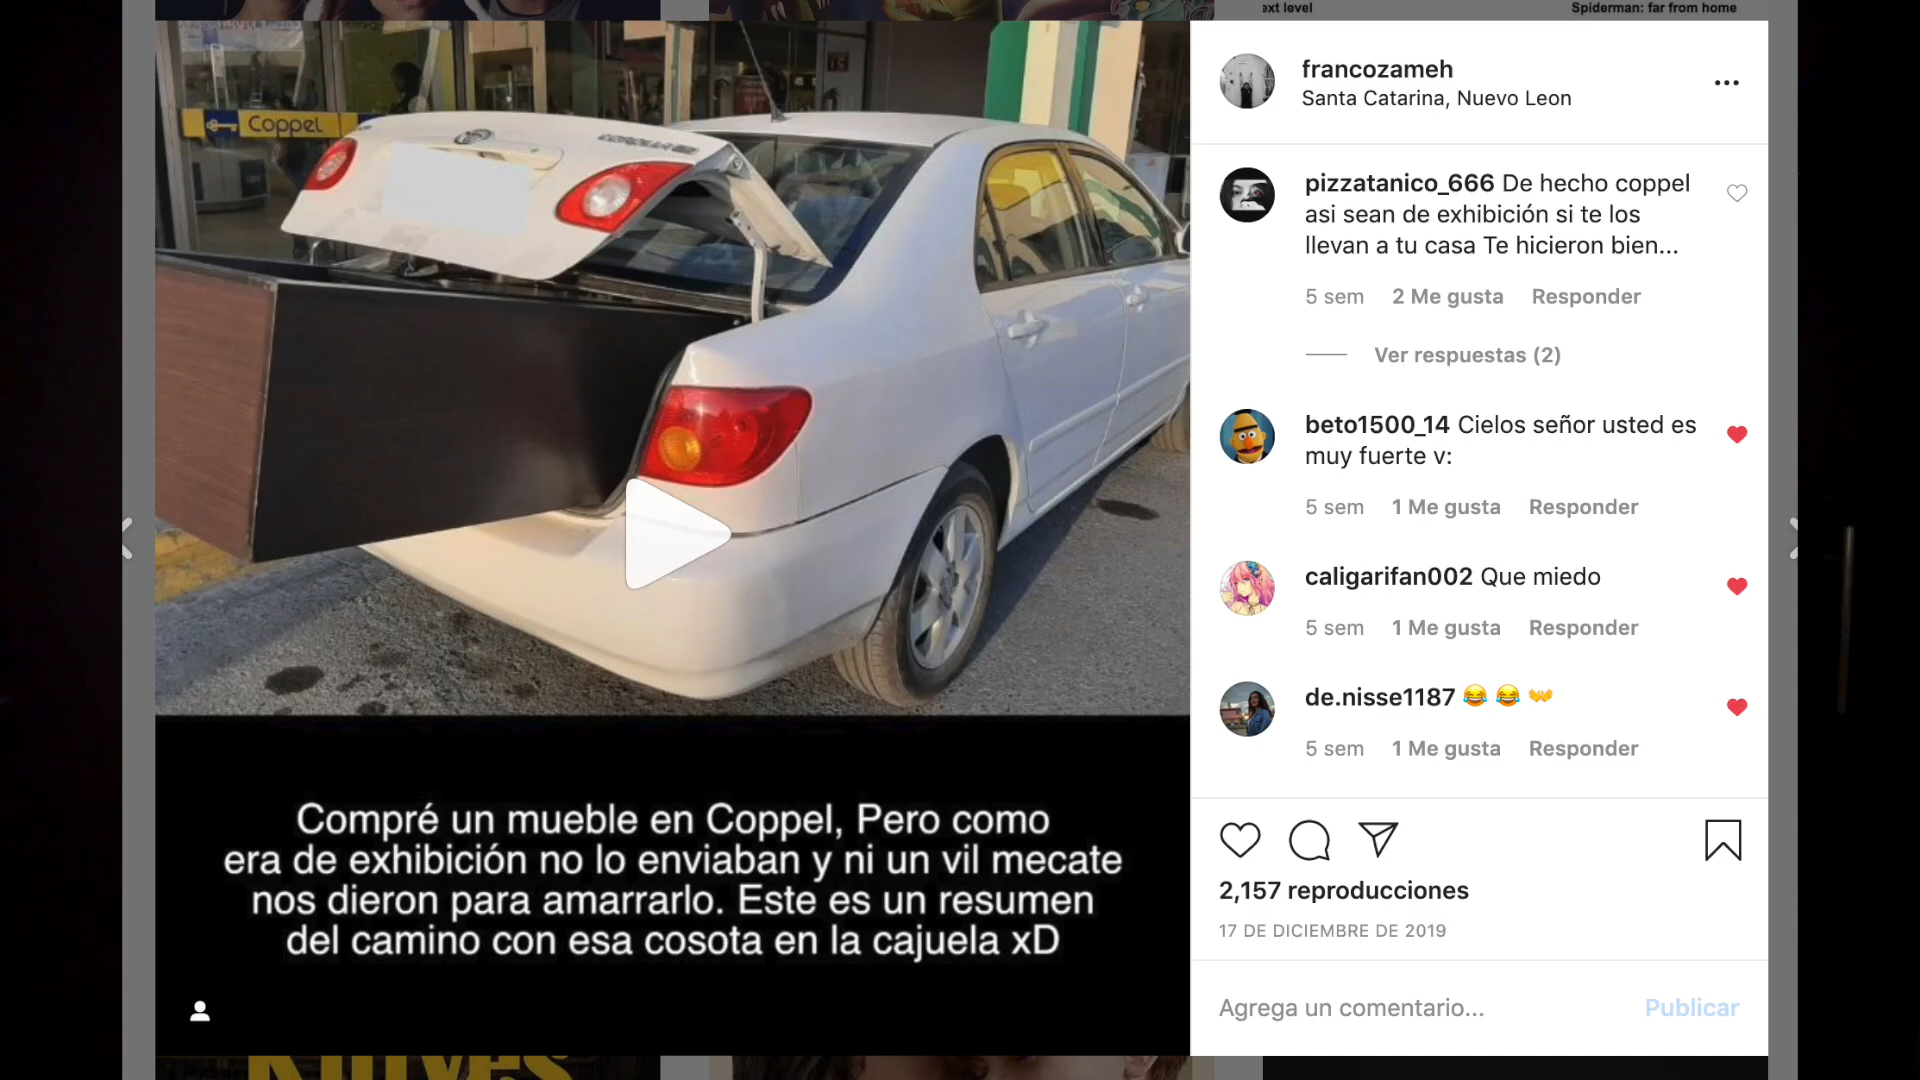 ext level
Spiderman: far from home
Coppel
COROLLA
francozameh
Santa Catarina, Nuevo Leon
pizzatanico_666 De hecho coppel
asi sean de exhibición si te los
llevan a tu casa Te hicieron bien...
5 sem 2 Me gusta Responder
Ver respuestas (2)
beto1500_14 Cielos señor usted es
muy fuerte v:
5 sem 1 Me gusta Responder
caligarifan002 Que miedo
5 sem 1 Me gusta Responder
de.nisse1187 😂 😂 👐
5 sem 1 Me gusta Responder
2,157 reproducciones
17 DE DICIEMBRE DE 2019
Agrega un comentario... Publicar
Compré un mueble en Coppel, Pero como
era de exhibición no lo enviaban y ni un vil mecate
nos dieron para amarrarlo. Este es un resumen
del camino con esa cosota en la cajuela xD